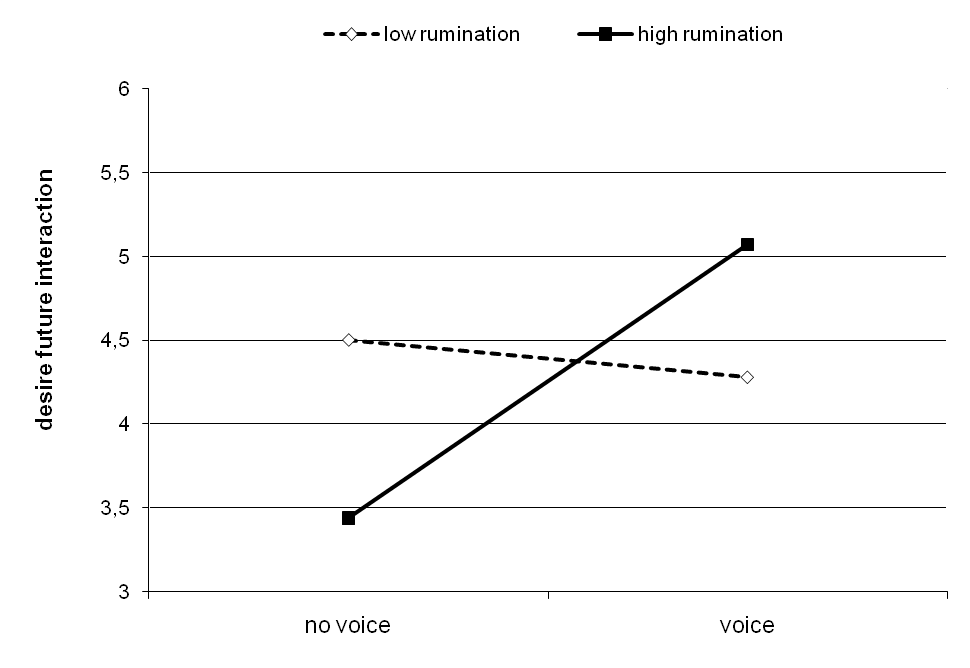 low rumination
high rumination
desire future interaction
6
5,5
5
4,5
4
3,5
3
no voice
voice